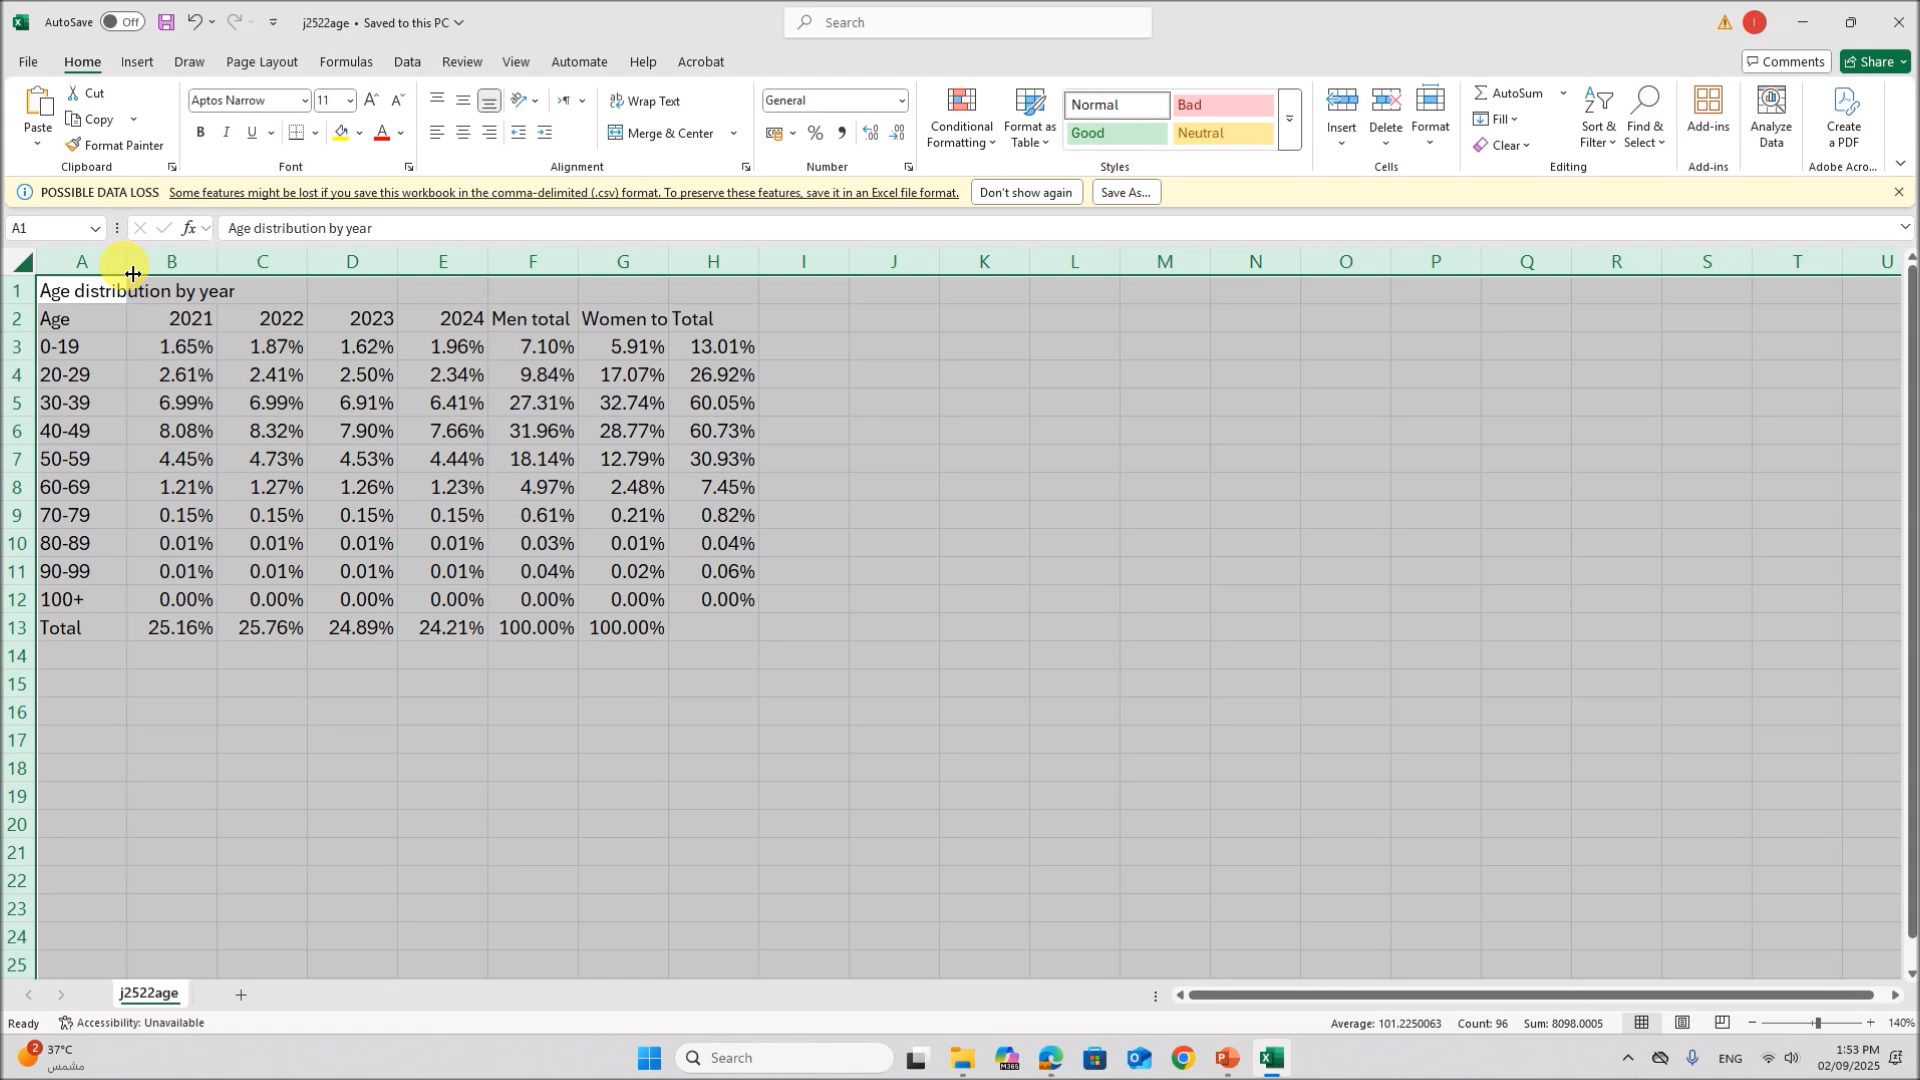 AutoSave Off j2522age • Saved to this PC Search I
File Home Insert Draw Page Layout Formulas Data Review View Automate Help Acrobat Comments Share
Paste Cut Copy Format Painter Clipboard
Aptos Narrow 11 A A B I U A Font
Wrap Text Merge & Center Alignment
General % Number
Conditional Formatting Format as Table Normal Bad Good Neutral Styles
Insert Delete Format Cells
AutoSum Fill Clear Sort & Filter Find & Select Editing
Add-ins Add-ins Analyze Data Create a PDF Adobe Acro...
POSSIBLE DATA LOSS Some features might be lost if you save this workbook in the comma-delimited (.csv) format. To preserve these features, save it in an Excel file format. Don't show again Save As...
A1 fx Age distribution by year
A B C D E F G H I J K L M N O P Q R S T U
1 Age distribution by year
2 Age 2021 2022 2023 2024 Men total Women to Total
3 0-19 1.65% 1.87% 1.62% 1.96% 7.10% 5.91% 13.01%
4 20-29 2.61% 2.41% 2.50% 2.34% 9.84% 17.07% 26.92%
5 30-39 6.99% 6.99% 6.91% 6.41% 27.31% 32.74% 60.05%
6 40-49 8.08% 8.32% 7.90% 7.66% 31.96% 28.77% 60.73%
7 50-59 4.45% 4.73% 4.53% 4.44% 18.14% 12.79% 30.93%
8 60-69 1.21% 1.27% 1.26% 1.23% 4.97% 2.48% 7.45%
9 70-79 0.15% 0.15% 0.15% 0.15% 0.61% 0.21% 0.82%
10 80-89 0.01% 0.01% 0.01% 0.01% 0.03% 0.01% 0.04%
11 90-99 0.01% 0.01% 0.01% 0.01% 0.04% 0.02% 0.06%
12 100+ 0.00% 0.00% 0.00% 0.00% 0.00% 0.00% 0.00%
13 Total 25.16% 25.76% 24.89% 24.21% 100.00% 100.00%
14
15
16
17
18
19
20
21
22
23
24
25
j2522age
Ready Accessibility: Unavailable Average: 101.2250063 Count: 96 Sum: 8098.0005 140%
2 37°C Search ENG 1:53 PM
مشمس 02/09/2025